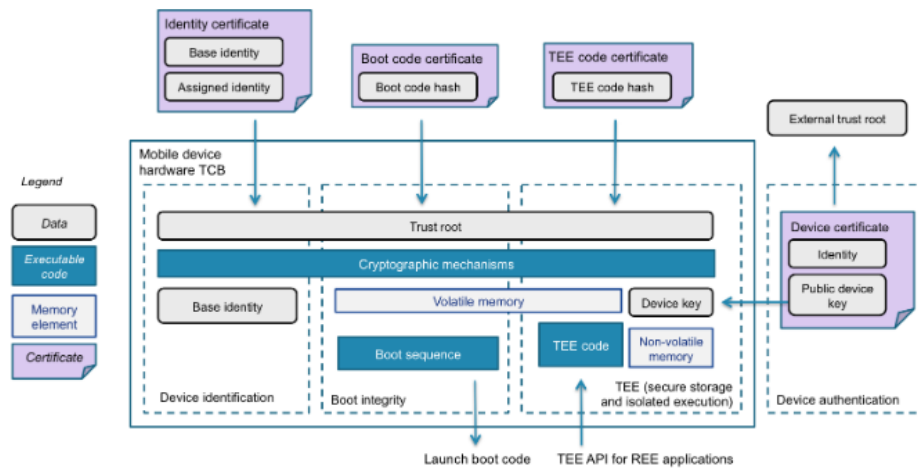 Identity certificate
Base identity
Assigned identity
Boot code certificate
Boot code hash
TEE code certificate
TEE code hash
External trust root
Mobile device
hardware TCB
Legend
Data
Executable
code
Memory
element
Certificate
Trust root
Cryptographic mechanisms
Base identity
Volatile memory
Device key
Boot sequence
TEE code
Non-volatile
memory
Device identification
Boot integrity
TEE (secure storage
and isolated execution)
Device certificate
Identity
Public device
key
Device authentication
Launch boot code
TEE API for REE applications